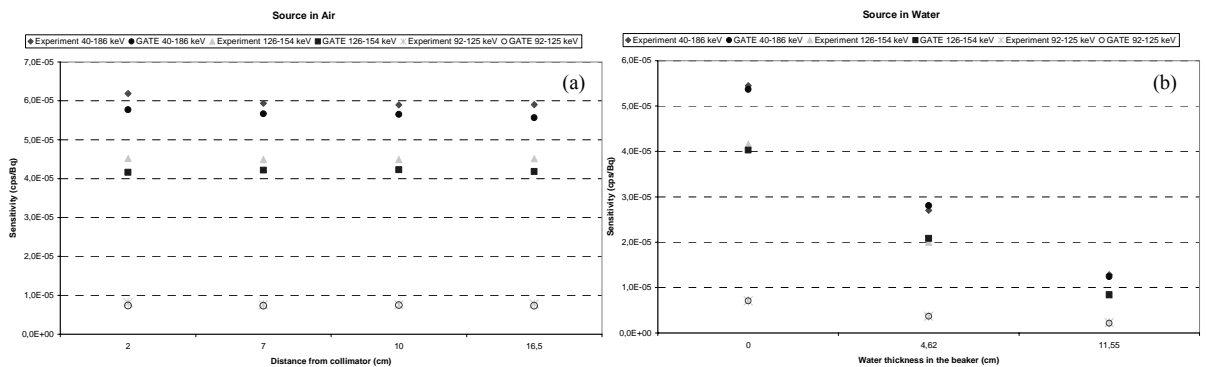 Source in Air
Experiment 40-186 keV GATE 40-186 keV Experiment 126-154 keV GATE 126-154 keV Experiment 92-125 keV GATE 92-125 keV
(a)
7,0E-05
6,0E-05
5,0E-05
4,0E-05
3,0E-05
2,0E-05
1,0E-05
0,0E+00
Sensitivity (cps/Bq)
2 7 10 16,5
Distance from collimator (cm)
Source in Water
Experiment 40-186 keV GATE 40-186 keV Experiment 126-154 keV GATE 126-154 keV Experiment 92-125 keV GATE 92-125 keV
(b)
6,0E-05
5,0E-05
4,0E-05
3,0E-05
2,0E-05
1,0E-05
0,0E+00
Sensitivity (cps/Bq)
0 4,62 11,55
Water thickness in the beaker (cm)